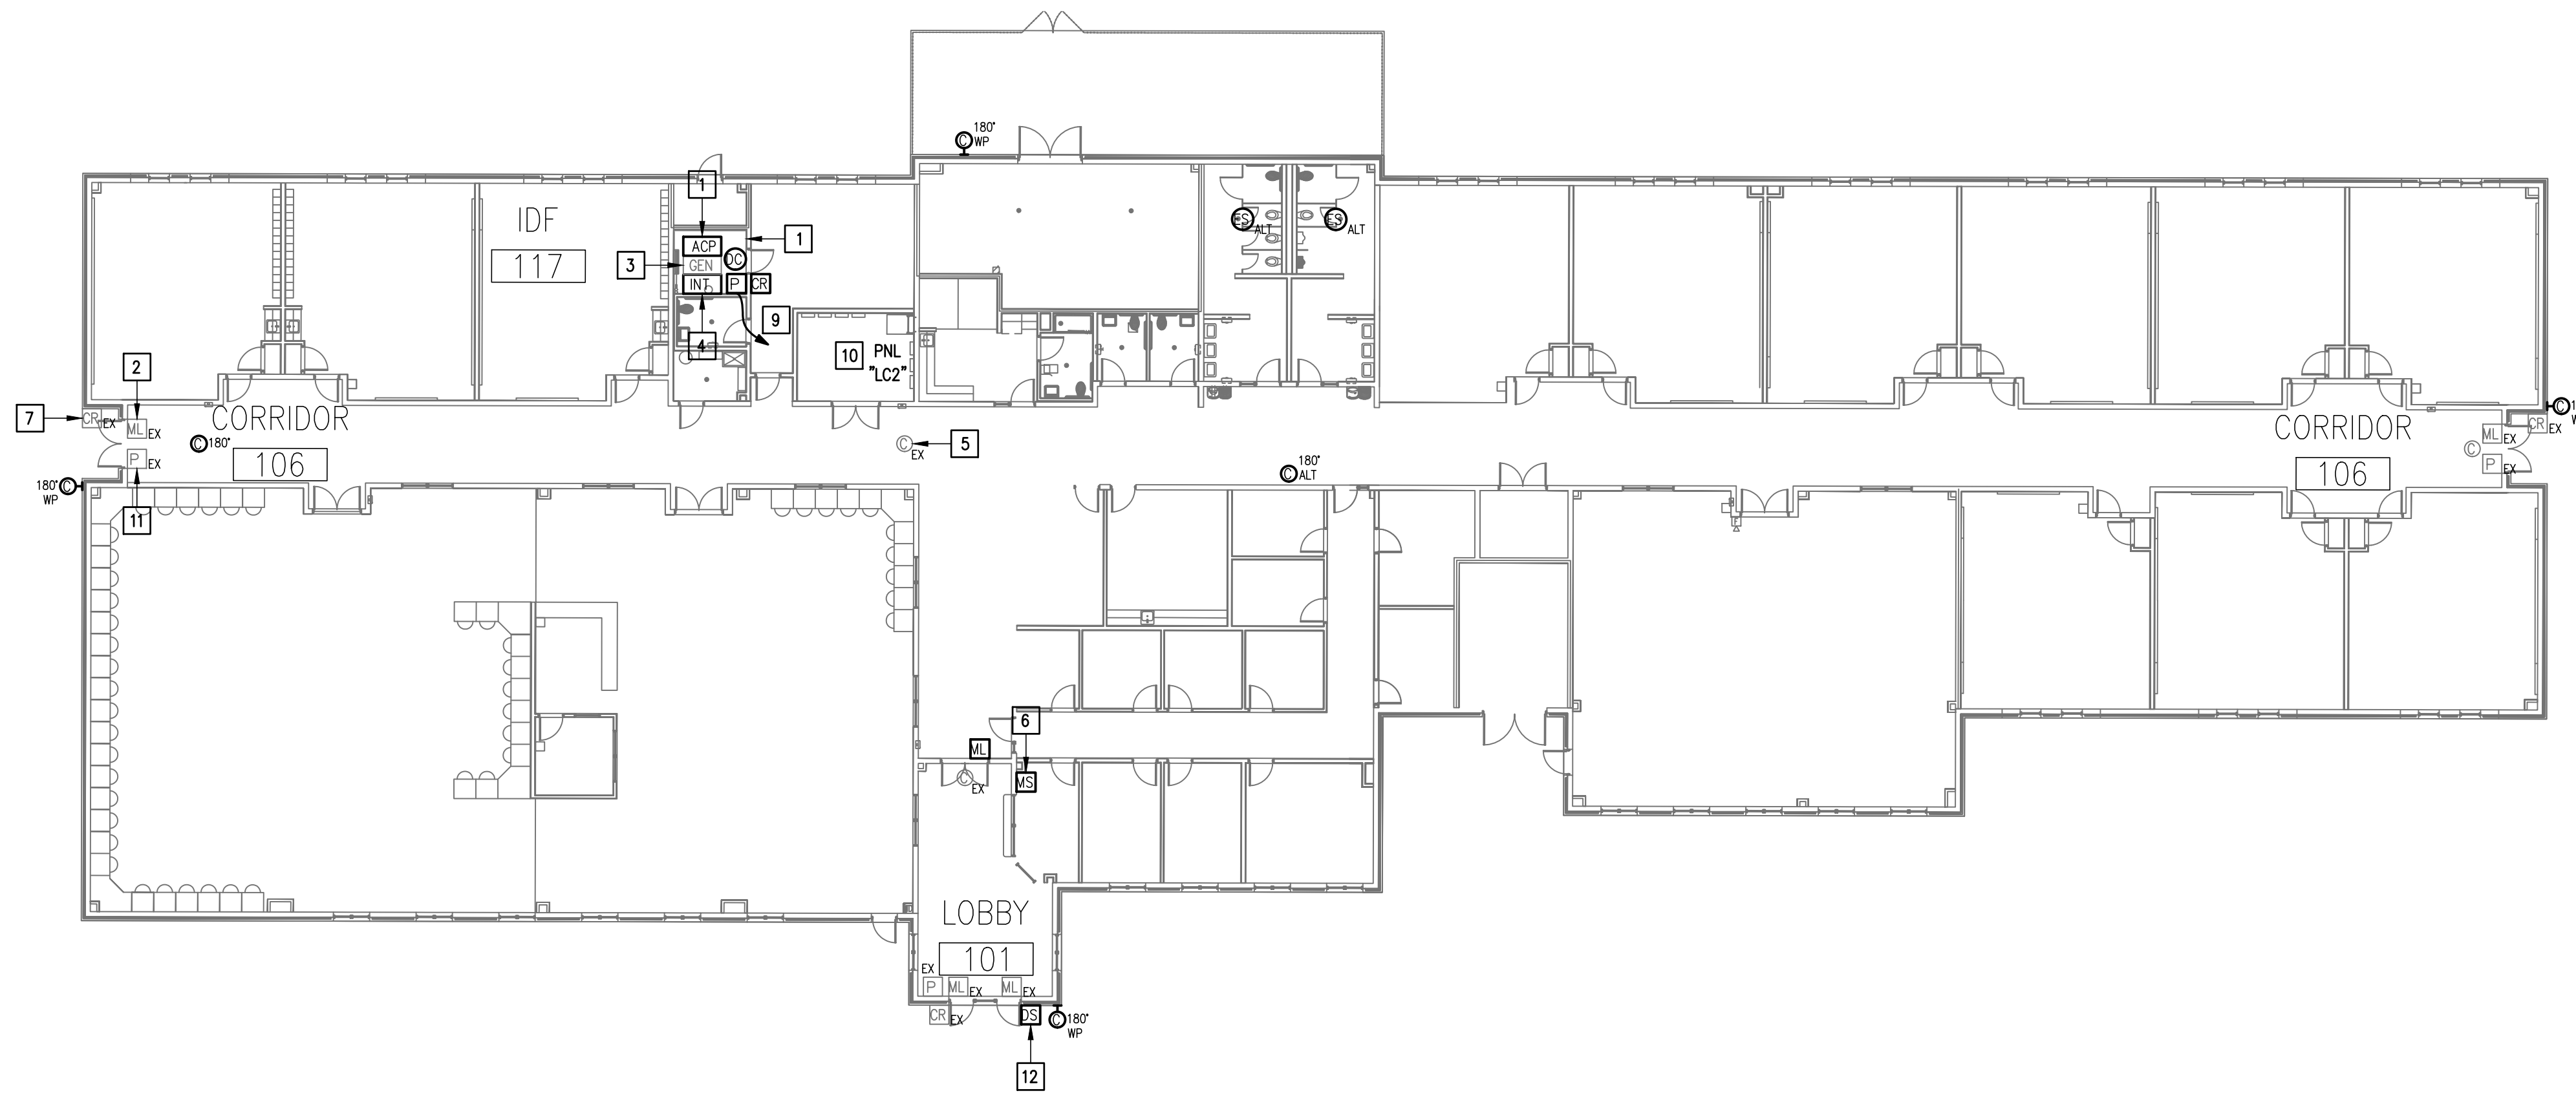 180°
WP
1
IDF
117
ES
ALT
ES
ALT
ACP
1
3
GEN
DC
INT
P
CR
9
4
10
PNL
"LC2"
2
7
CR
EX
ML
EX
CORRIDOR
C
180°
106
P
EX
C
EX
5
C
180°
WP
11
C
180°
ALT
CORRIDOR
106
ML
EX
C
P
EX
CR
EX
C
WP
6
ML
MS
C
EX
LOBBY
101
EX
P
ML
EX
ML
EX
CR
EX
DS
C
180°
WP
12